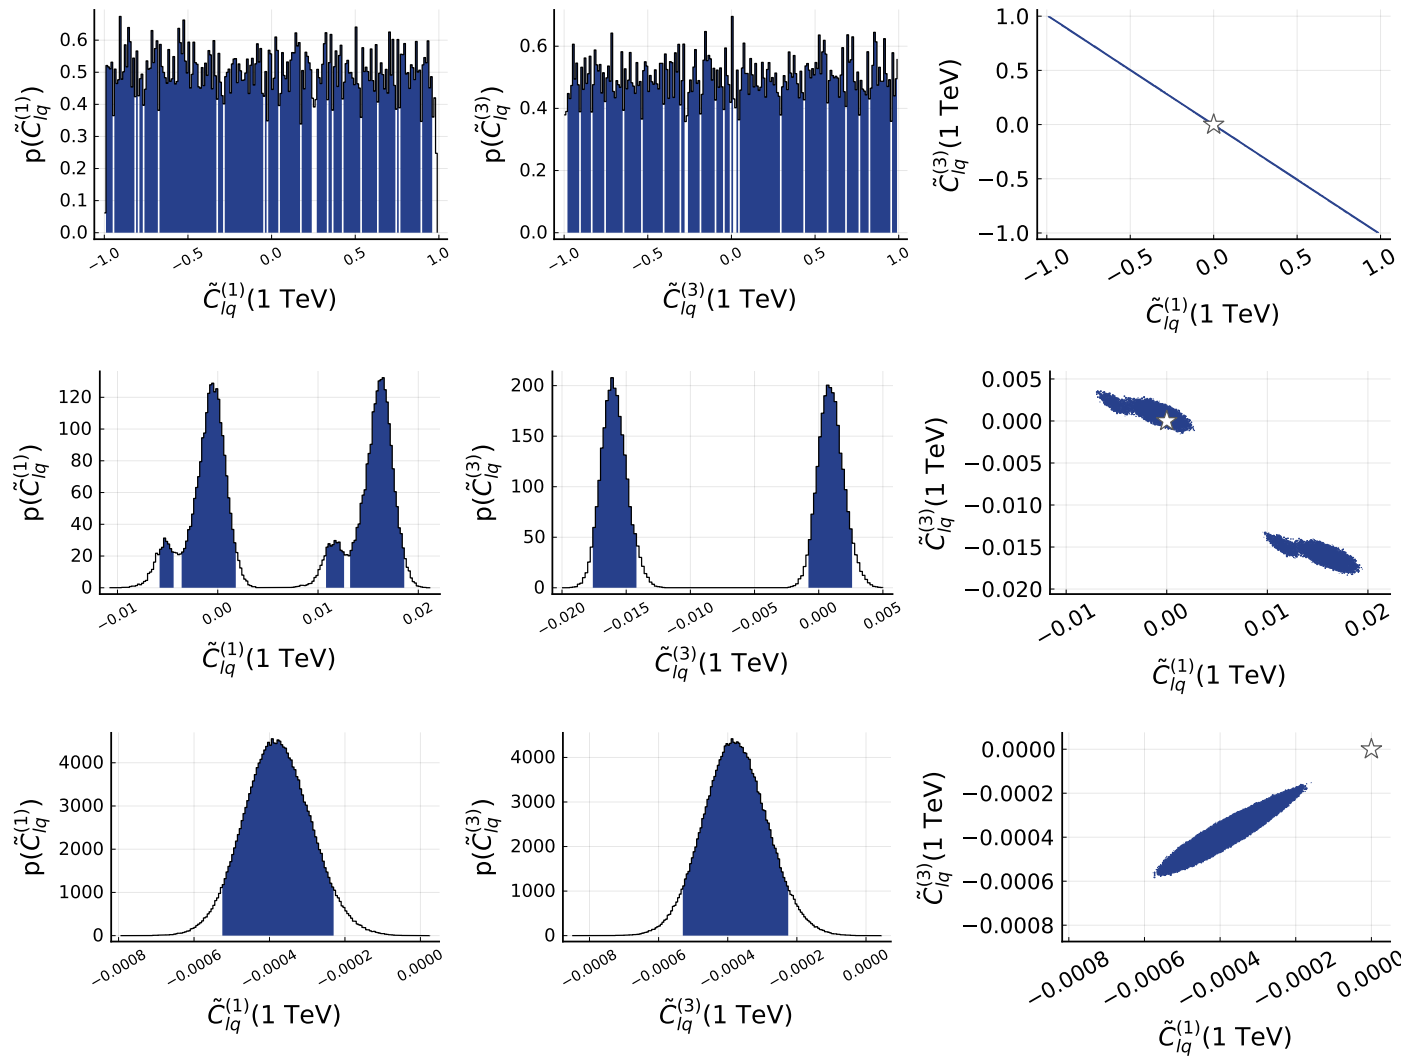 p(C̃_{lq}^{(1)})
0.6
0.5
0.4
0.3
0.2
0.1
0.0
−1.0 −0.5 0.0 0.5 1.0
C̃_{lq}^{(1)}(1 TeV)
p(C̃_{lq}^{(3)})
0.6
0.4
0.2
0.0
−1.0 −0.5 0.0 0.5 1.0
C̃_{lq}^{(3)}(1 TeV)
C̃_{lq}^{(3)}(1 TeV)
1.0
0.5
0.0
−0.5
−1.0
−1.0 −0.5 0.0 0.5 1.0
C̃_{lq}^{(1)}(1 TeV)
p(C̃_{lq}^{(1)})
120
100
80
60
40
20
0
−0.01 0.00 0.01 0.02
C̃_{lq}^{(1)}(1 TeV)
p(C̃_{lq}^{(3)})
200
150
100
50
0
−0.020 −0.015 −0.010 −0.005 0.000 0.005
C̃_{lq}^{(3)}(1 TeV)
C̃_{lq}^{(3)}(1 TeV)
0.005
0.000
−0.005
−0.010
−0.015
−0.020
−0.01 0.00 0.01 0.02
C̃_{lq}^{(1)}(1 TeV)
p(C̃_{lq}^{(1)})
4000
3000
2000
1000
0
−0.0008 −0.0006 −0.0004 −0.0002 0.0000
C̃_{lq}^{(1)}(1 TeV)
p(C̃_{lq}^{(3)})
4000
3000
2000
1000
0
−0.0008 −0.0006 −0.0004 −0.0002 0.0000
C̃_{lq}^{(3)}(1 TeV)
C̃_{lq}^{(3)}(1 TeV)
0.0000
−0.0002
−0.0004
−0.0006
−0.0008
−0.0008 −0.0006 −0.0004 −0.0002 0.0000
C̃_{lq}^{(1)}(1 TeV)